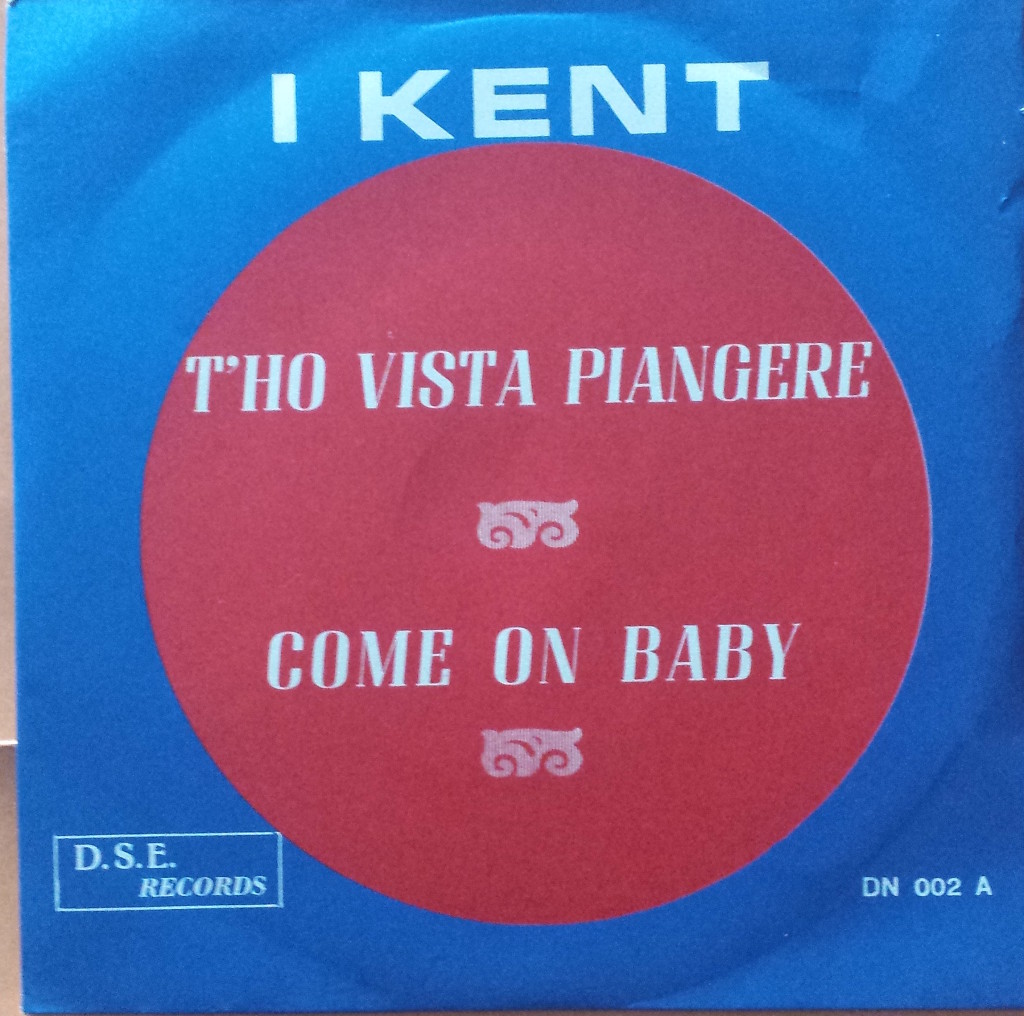 I KENT
T'HO VISTA PIANGERE
COME ON BABY
D.S.E.
RECORDS
DN 002 A